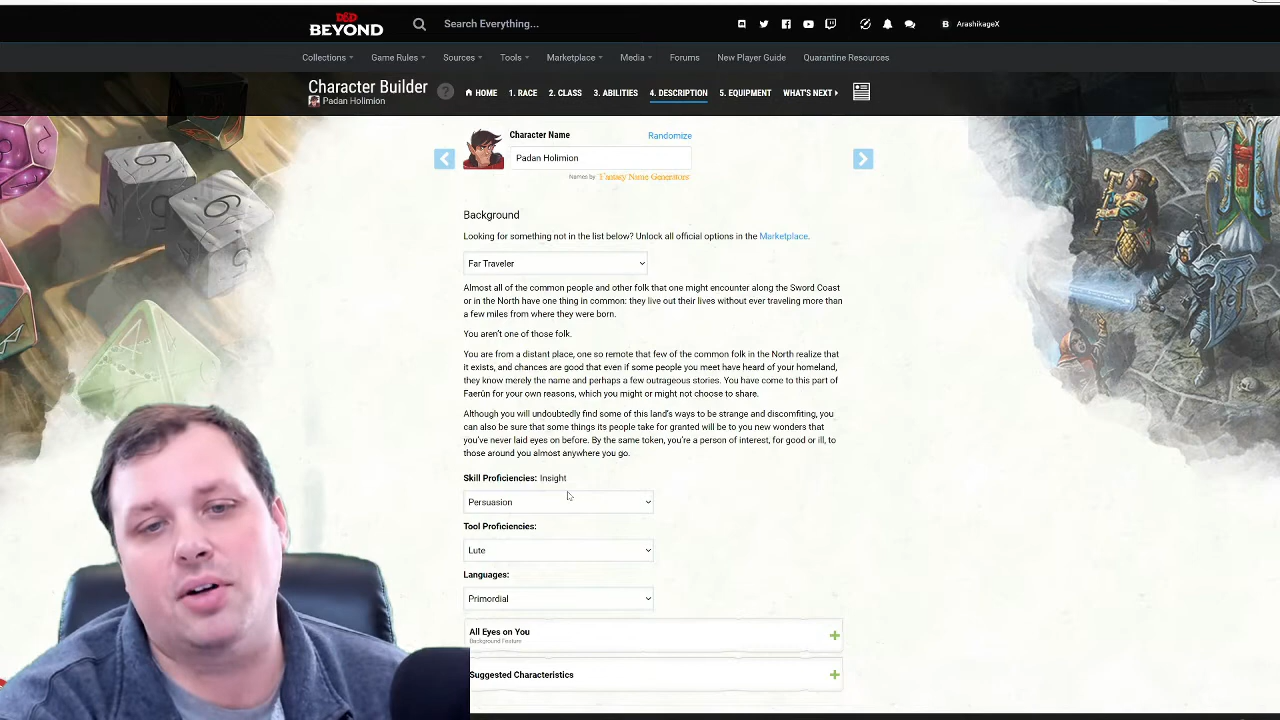 D&D
BEYOND
Search Everything...
ArashikageX
Collections
Game Rules
Sources
Tools
Marketplace
Media
Forums
New Player Guide
Quarantine Resources
Character Builder
Padan Holimion
?
HOME
1. RACE
2. CLASS
3. ABILITIES
4. DESCRIPTION
5. EQUIPMENT
WHAT'S NEXT
Character Name
Randomize
Padan Holimion
Names by Fantasy Name Generators
Background
Looking for something not in the list below? Unlock all official options in the Marketplace.
Far Traveler
Almost all of the common people and other folk that one might encounter along the Sword Coast
or in the North have one thing in common: they live out their lives without ever traveling more than
a few miles from where they were born.
You aren't one of those folk.
You are from a distant place, one so remote that few of the common folk in the North realize that
it exists, and chances are good that even if some people you meet have heard of your homeland,
they know merely the name and perhaps a few outrageous stories. You have come to this part of
Faerûn for your own reasons, which you might or might not choose to share.
Although you will undoubtedly find some of this land's ways to be strange and discomfiting, you
can also be sure that some things its people take for granted will be to you new wonders that
you've never laid eyes on before. By the same token, you're a person of interest, for good or ill, to
those around you almost anywhere you go.
Skill Proficiencies: Insight
Persuasion
Tool Proficiencies:
Lute
Languages:
Primordial
All Eyes on You
Background Feature
Suggested Characteristics